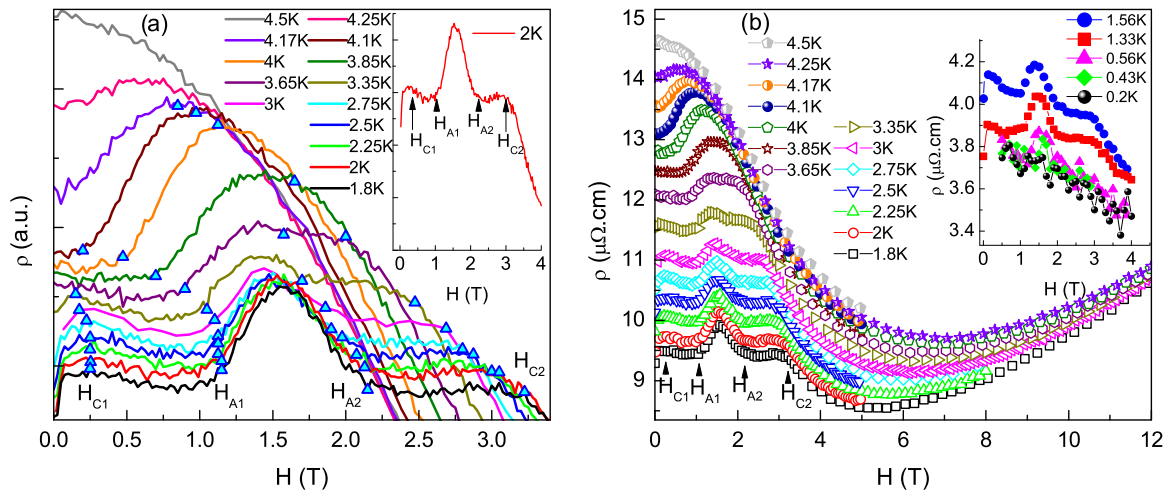 (a)
4.5K
4.17K
4K
3.65K
3K
4.25K
4.1K
3.85K
3.35K
2.75K
2.5K
2.25K
2K
1.8K
2K
H_C1
H_A1
H_A2
H_C2
0 1 2 3 4
H (T)
ρ (a.u.)
H_C1
H_A1
H_A2
H_C2
0.0 0.5 1.0 1.5 2.0 2.5 3.0
H (T)
(b)
15
14
13
12
11
10
9
ρ (μΩ.cm)
4.5K
4.25K
4.17K
4.1K
4K
3.85K
3.65K
3.35K
3K
2.75K
2.5K
2.25K
2K
1.8K
1.56K
1.33K
0.56K
0.43K
0.2K
4.2
4.0
3.8
3.6
3.4
ρ (μΩ.cm)
0 1 2 3 4
H (T)
H_C1
H_A1
H_A2
H_C2
0 2 4 6 8 10 12
H (T)